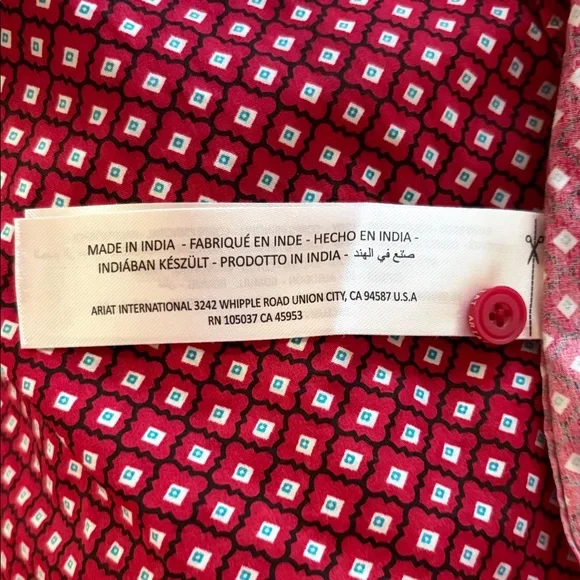 MADE IN INDIA - FABRIQUÉ EN INDE - HECHO EN INDIA -
INDIÁBAN KÉSZÜLT - PRODOTTO IN INDIA - صنع في الهند
ARIAT INTERNATIONAL 3242 WHIPPLE ROAD UNION CITY, CA 94587 U.S.A
RN 105037 CA 45953